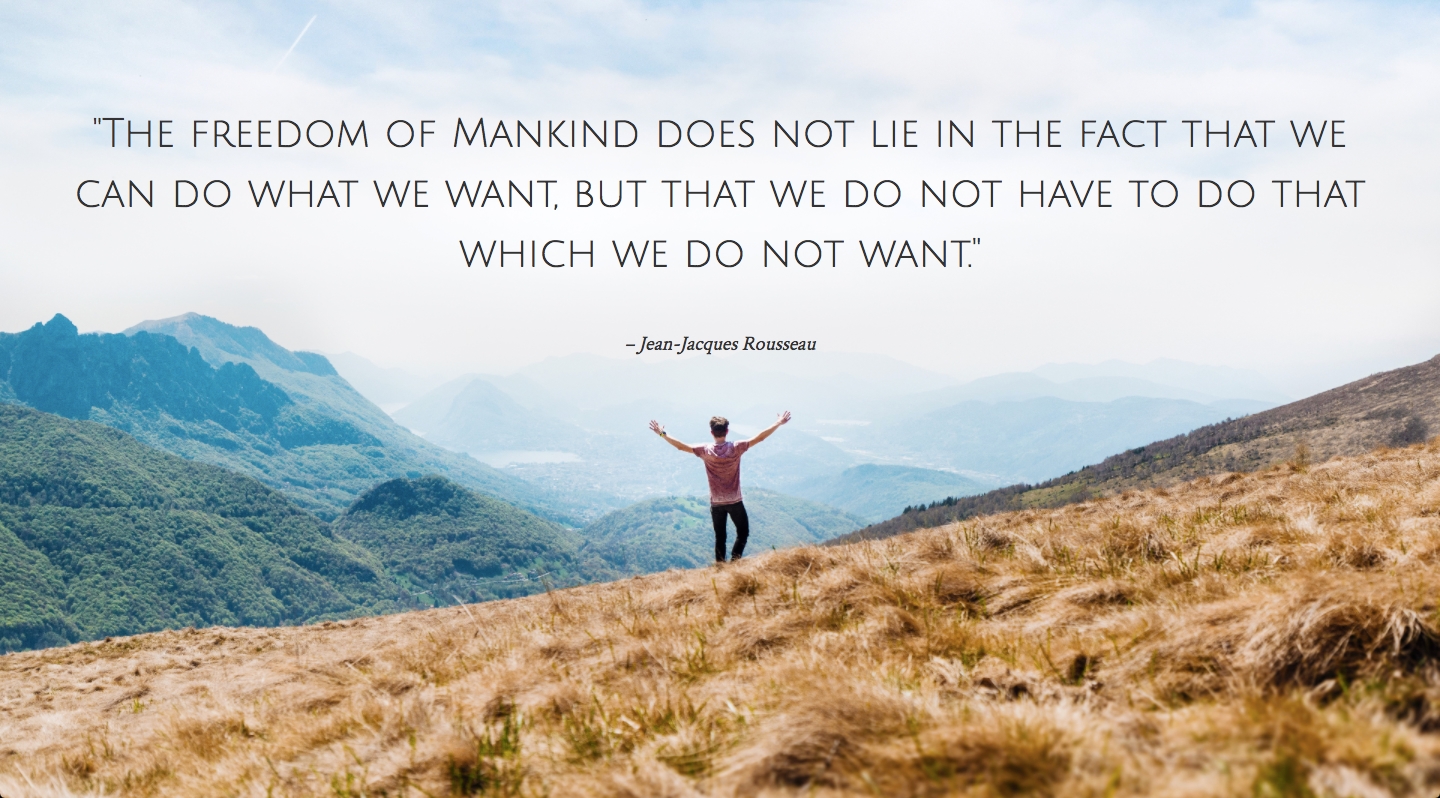 "The freedom of Mankind does not lie in the fact that we
can do what we want, but that we do not have to do that
which we do not want."
– Jean-Jacques Rousseau